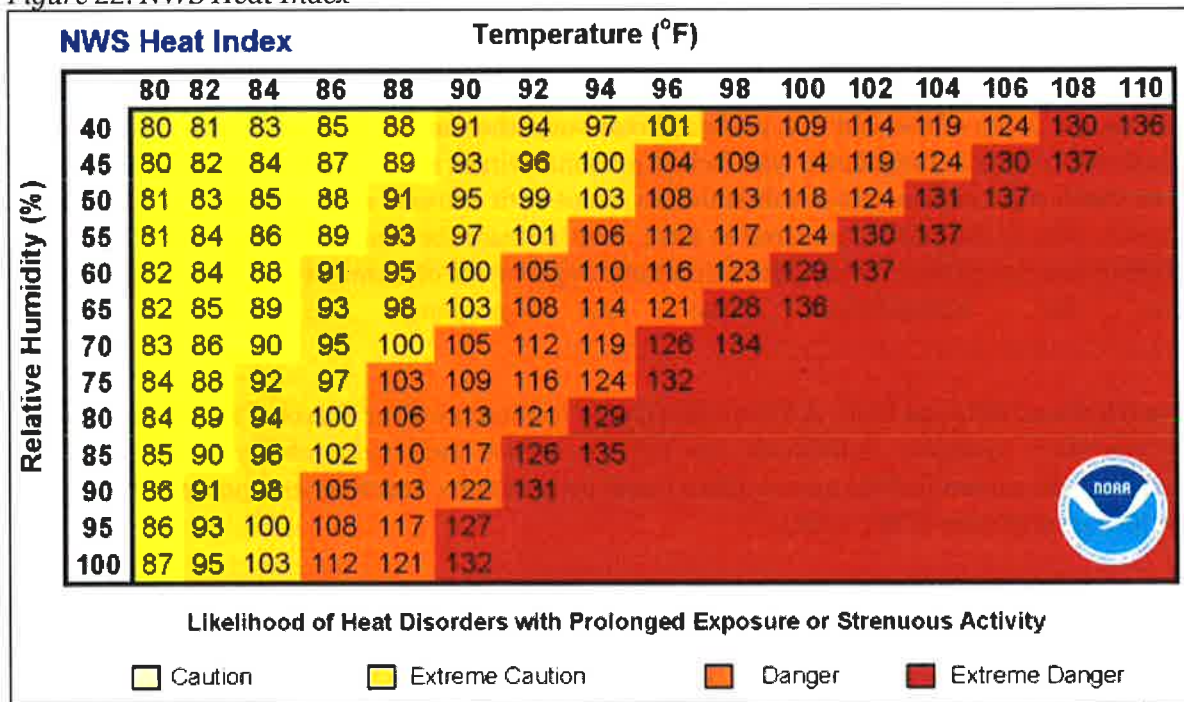 Figure 22. NWS Heat Index
NWS Heat Index Temperature (°F)
80 82 84 86 88 90 92 94 96 98 100 102 104 106 108 110
Relative Humidity (%)
40 80 81 83 85 88 91 94 97 101 105 109 114 119 124 130 136
45 80 82 84 87 89 93 96 100 104 109 114 119 124 130 137
50 81 83 85 88 91 95 99 103 108 113 118 124 131 137
55 81 84 86 89 93 97 101 106 112 117 124 130 137
60 82 84 88 91 95 100 105 110 116 123 129 137
65 82 85 89 93 98 103 108 114 121 128 136
70 83 86 90 95 100 105 112 119 126 134
75 84 88 92 97 103 109 116 124 132
80 84 89 94 100 106 113 121 129
85 85 90 96 102 110 117 126 135
90 86 91 98 105 113 122 131
95 86 93 100 108 117 127
100 87 95 103 112 121 132
NOAA
Likelihood of Heat Disorders with Prolonged Exposure or Strenuous Activity
Caution Extreme Caution Danger Extreme Danger